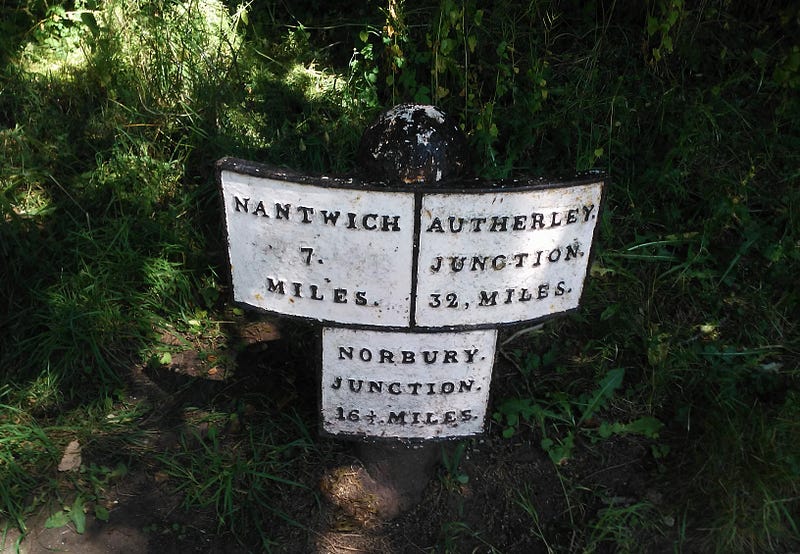 NANTWICH
7.
MILES.
AUTHERLEY.
JUNCTION.
32, MILES.
NORBURY.
JUNCTION.
16½ MILES